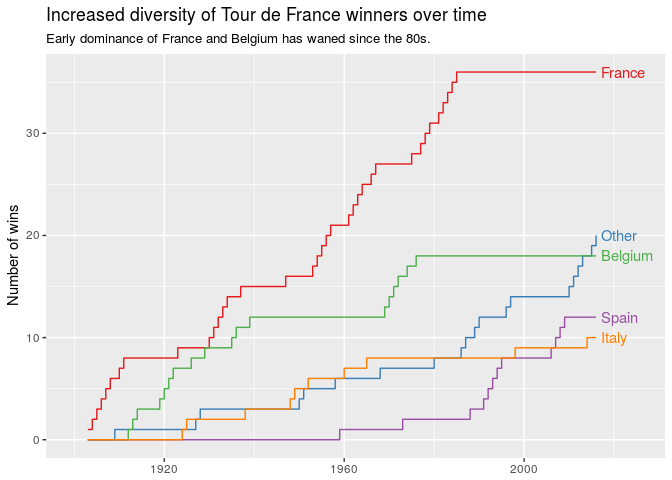 Increased diversity of Tour de France winners over time
Early dominance of France and Belgium has waned since the 80s.
Number of wins
30
20
10
0
France
Other
Belgium
Spain
Italy
1920
1960
2000